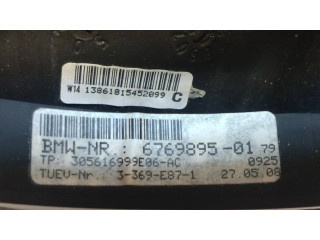 W14 13861815452099 C
BMW-NR.: 6769895-01 79
TP: 305616999E06-AC 0925
TUEV-Nr. 3-369-E87-1 27.05.08